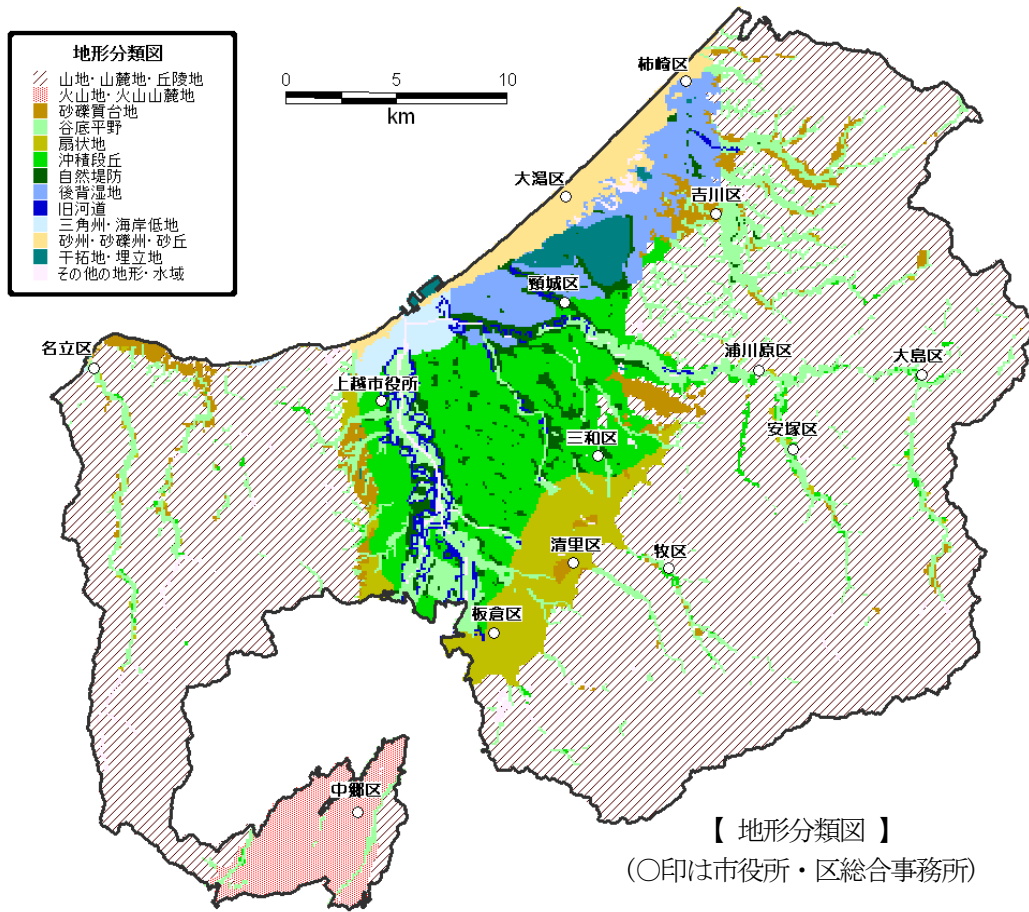 地形分類図
山地・山麓地・丘陵地
火山地・火山山麓地
砂礫質台地
谷底平野
扇状地
沖積段丘
自然堤防
後背湿地
旧河道
三角州・海岸低地
砂州・砂礫州・砂丘
干拓地・埋立地
その他の地形・水域
0 5 10
km
柿崎区
大潟区
吉川区
頸城区
名立区
浦川原区
大島区
上越市役所
安塚区
三和区
清里区
牧区
板倉区
中郷区
【 地形分類図 】
(○印は市役所・区総合事務所)